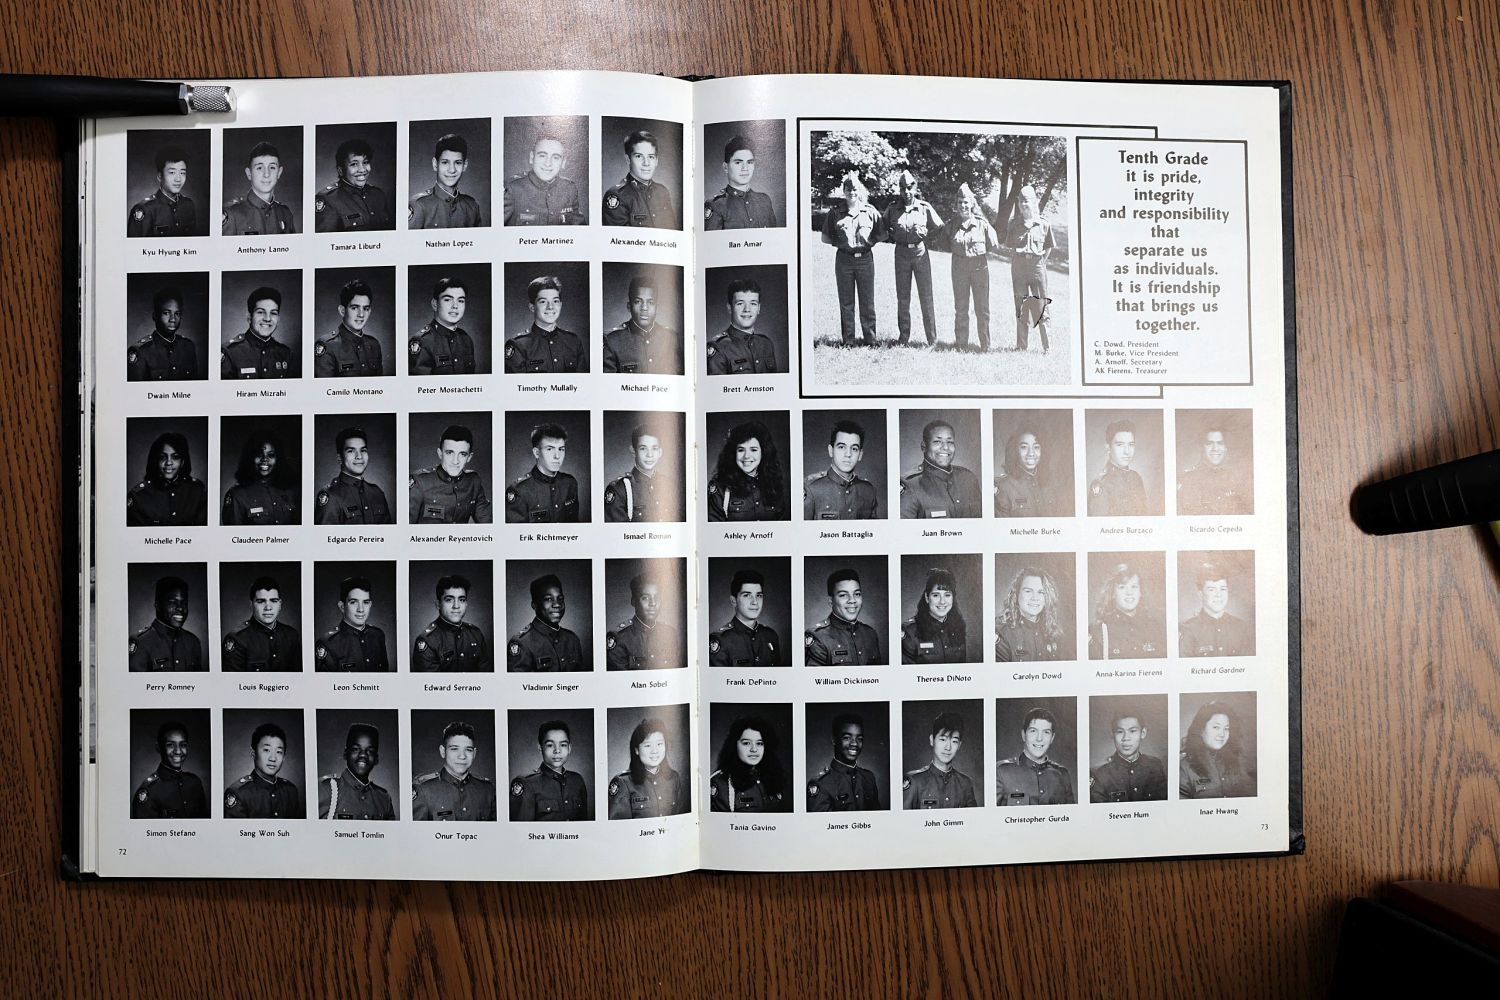 Kyu Hyung Kim
Anthony Lanno
Tamara Liburd
Nathan Lopez
Peter Martinez
Alexander Mascioli
Dwain Milne
Hiram Mizrahi
Camilo Montano
Peter Mostachetti
Timothy Mullally
Michael Pace
Michelle Pace
Claudeen Palmer
Edgardo Pereira
Alexander Reyentovich
Erik Richtmeyer
Ismael Roman
Perry Romney
Louis Ruggiero
Leon Schmitt
Edward Serrano
Vladimir Singer
Alan Sobel
Simon Stefano
Sang Won Suh
Samuel Tomlin
Onur Topac
Shea Williams
Jane Yi
72
Ilan Amar
Tenth Grade
it is pride,
integrity
and responsibility
that
separate us
as individuals.
It is friendship
that brings us
together.
C. Dowd, President
M. Burke, Vice President
A. Arnoff, Secretary
AK Fierens, Treasurer
Brett Armston
Ashley Arnoff
Jason Battaglia
Juan Brown
Michelle Burke
Andres Burzaco
Ricardo Cepeda
Frank DePinto
William Dickinson
Theresa DiNoto
Carolyn Dowd
Anna-Karina Fierens
Richard Gardner
Tania Gavino
James Gibbs
John Gimm
Christopher Gurda
Steven Hum
Inae Hwang
73